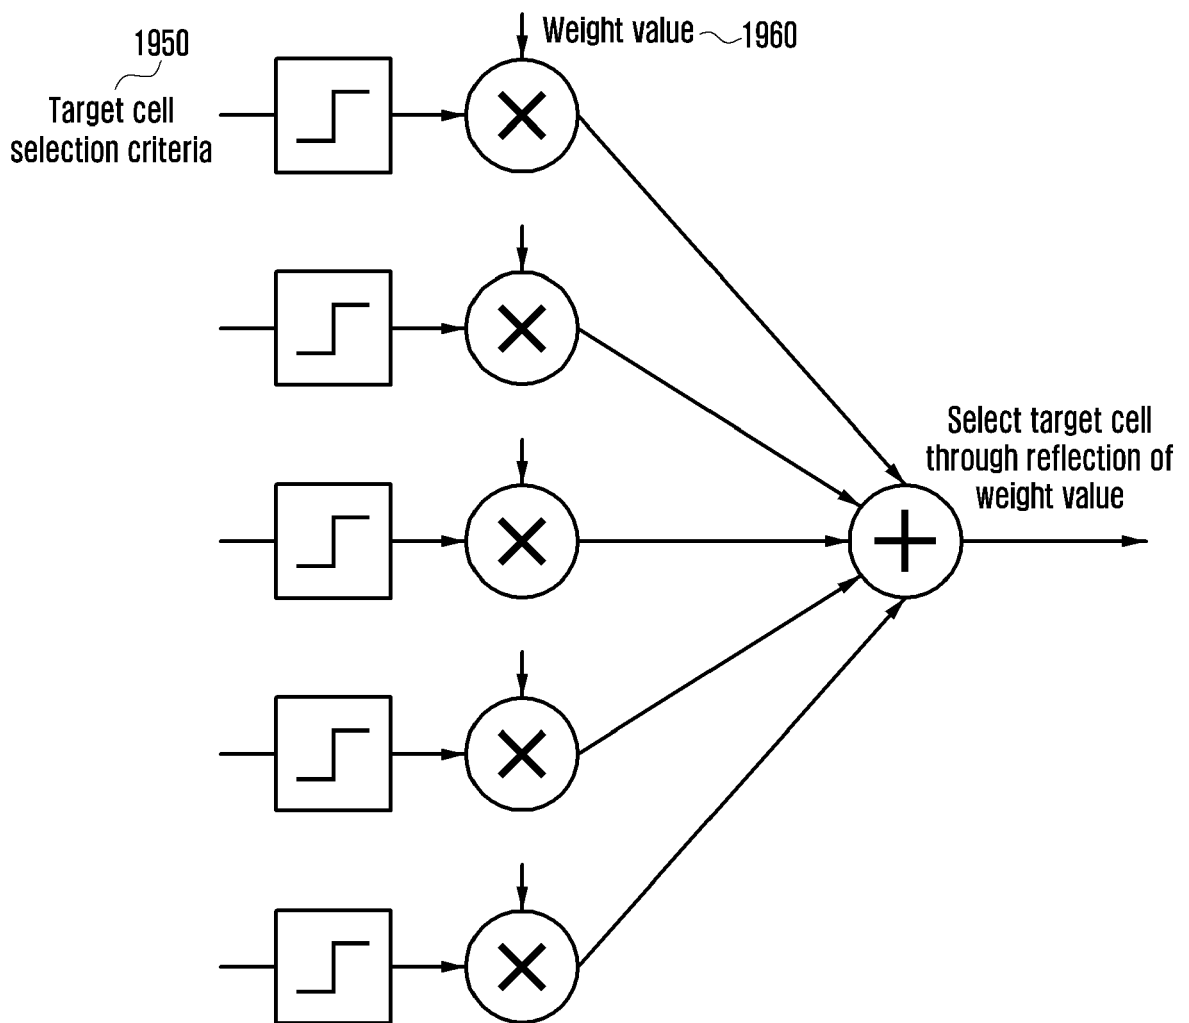 1950
Target cell
selection criteria
Weight value 1960
Select target cell
through reflection of
weight value